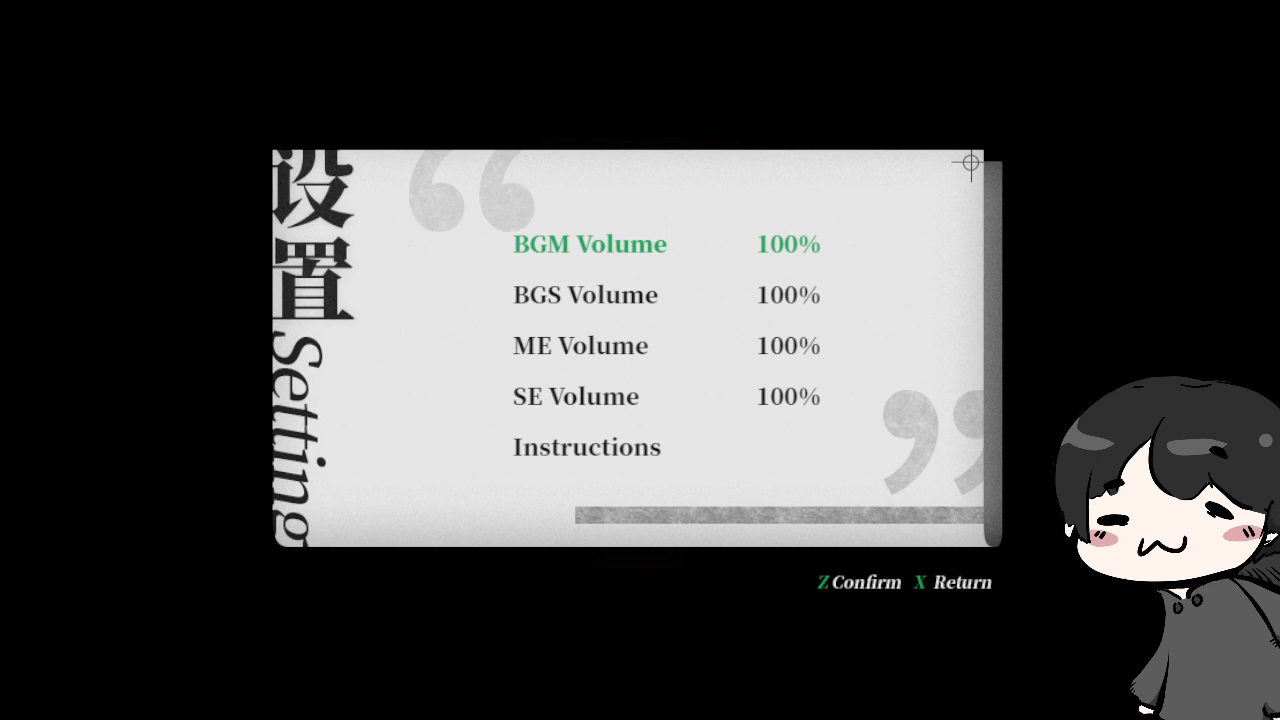 设置
Setting
BGM Volume 100%
BGS Volume 100%
ME Volume 100%
SE Volume 100%
Instructions
Z Confirm X Return